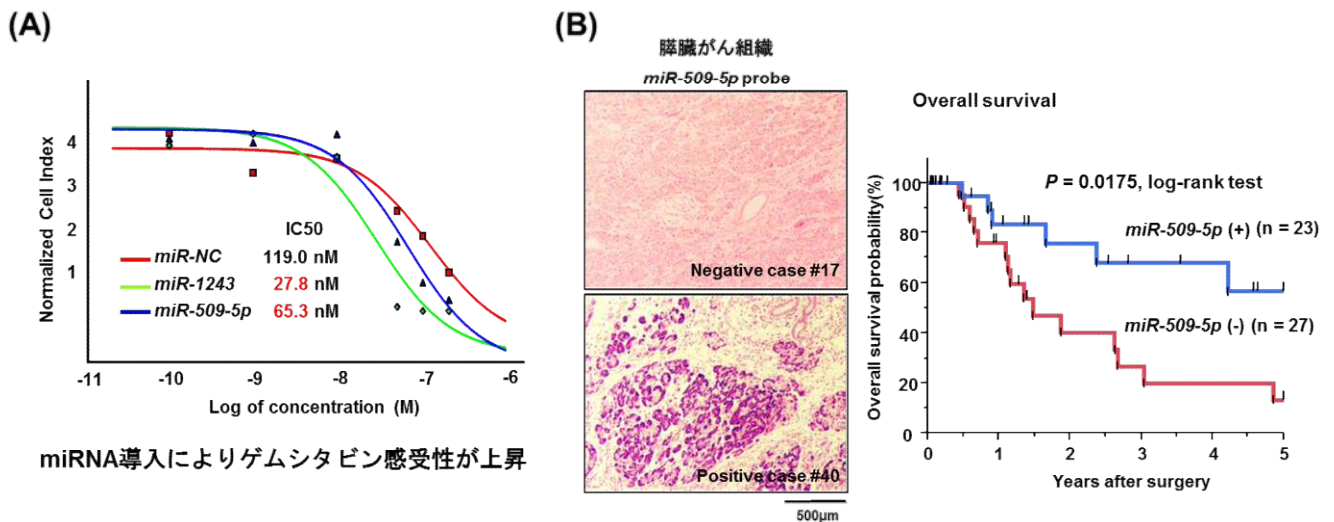 (A)
Normalized Cell Index
4
3
2
1
IC50
miR-NC 119.0 nM
miR-1243 27.8 nM
miR-509-5p 65.3 nM
-11 -10 -9 -8 -7 -6
Log of concentration (M)
miRNA導入によりゲムシタビン感受性が上昇
(B)
膵臓がん組織
miR-509-5p probe
Negative case #17
Positive case #40
500μm
Overall survival
Overall survival probability(%)
100
80
60
40
20
0
P = 0.0175, log-rank test
miR-509-5p (+) (n = 23)
miR-509-5p (-) (n = 27)
0 1 2 3 4 5
Years after surgery